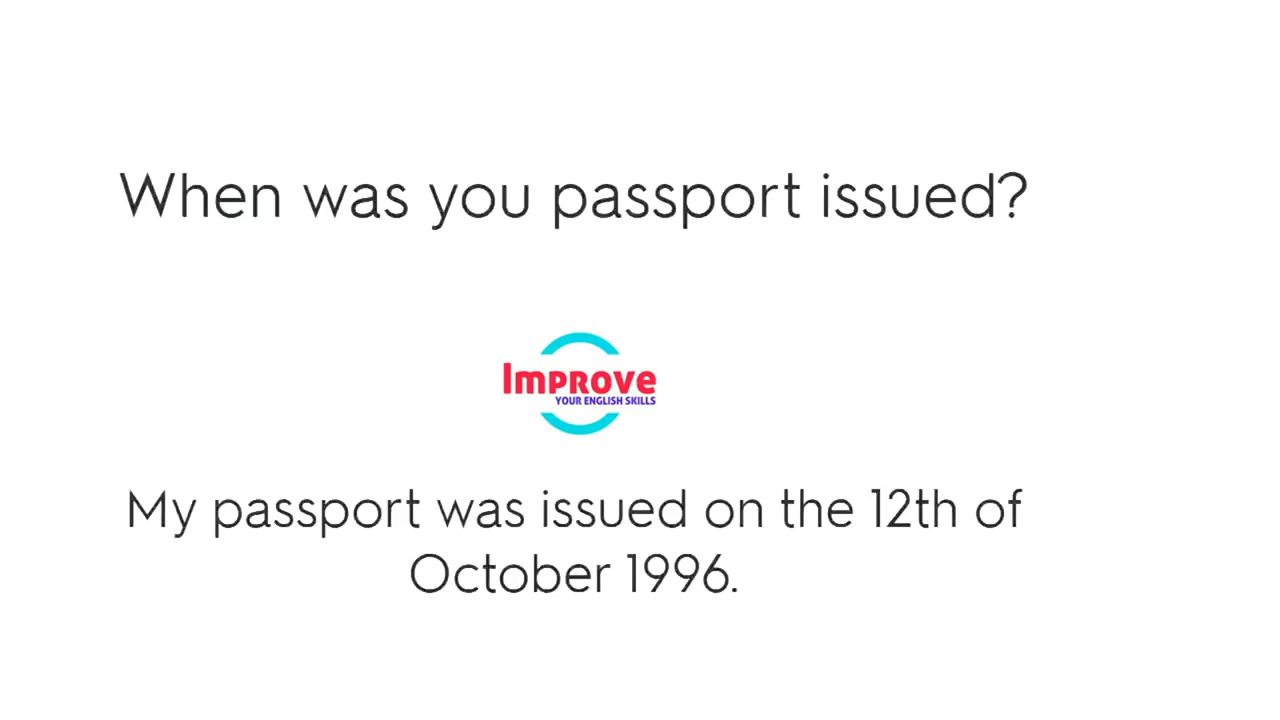 When was you passport issued?
Improve
YOUR ENGLISH SKILLS
My passport was issued on the 12th of
October 1996.